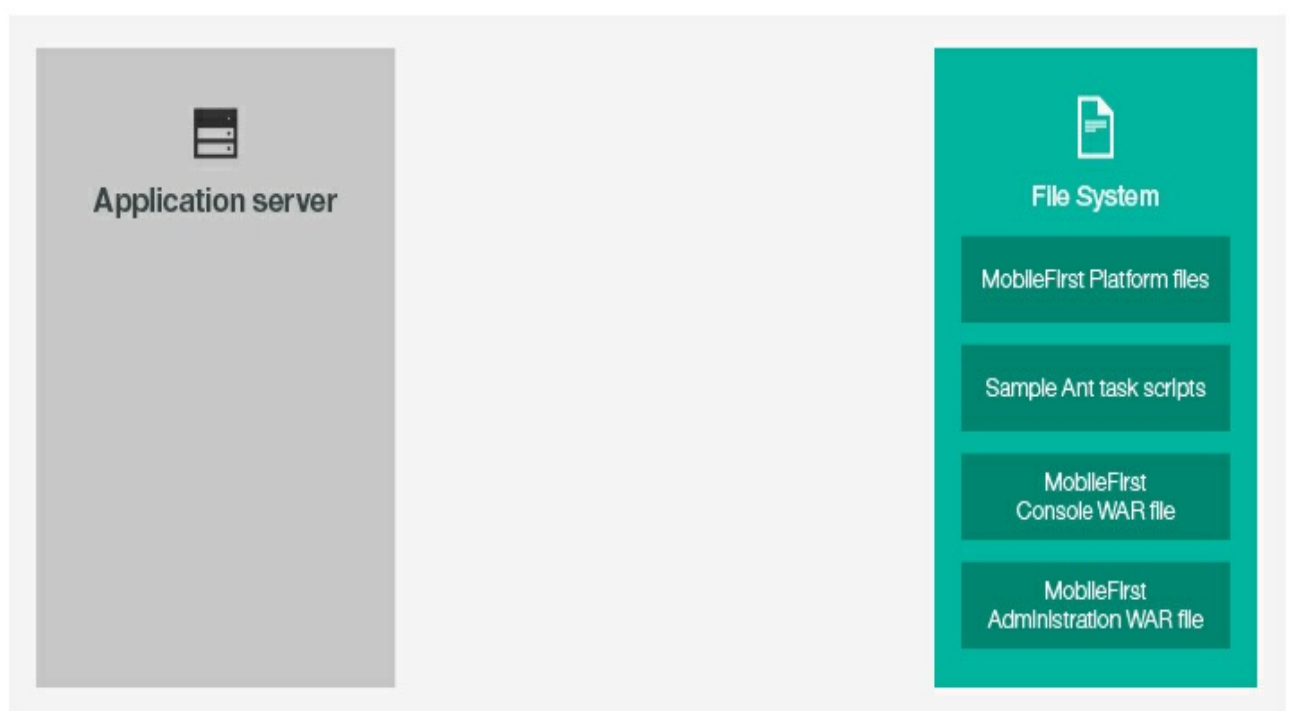 Application server
File System
MobileFirst Platform files
Sample Ant task scripts
MobileFirst
Console WAR file
MobileFirst
Administration WAR file